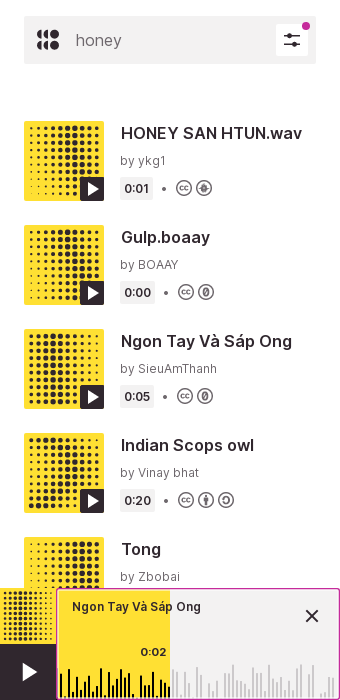 honey
HONEY SAN HTUN.wav
by ykg1
0:01 •
Gulp.boaay
by BOAAY
0:00 •
Ngon Tay Và Sáp Ong
by SieuAmThanh
0:05 •
Indian Scops owl
by Vinay bhat
0:20 •
Tong
by Zbobai
Ngon Tay Và Sáp Ong
0:02